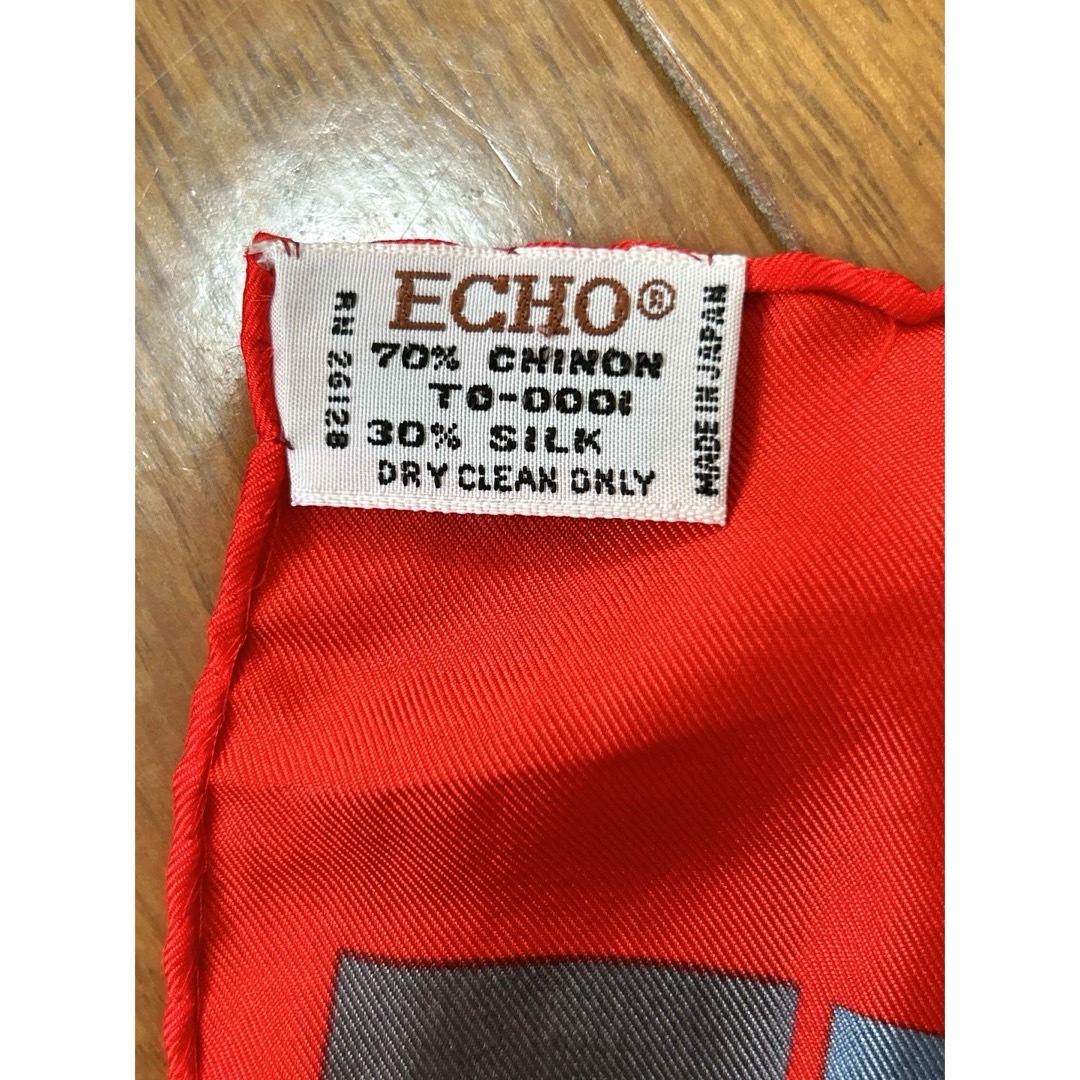 ECHO®
70% CHINON
TO-0001
30% SILK
DRY CLEAN ONLY
RN 26128
MADE IN JAPAN